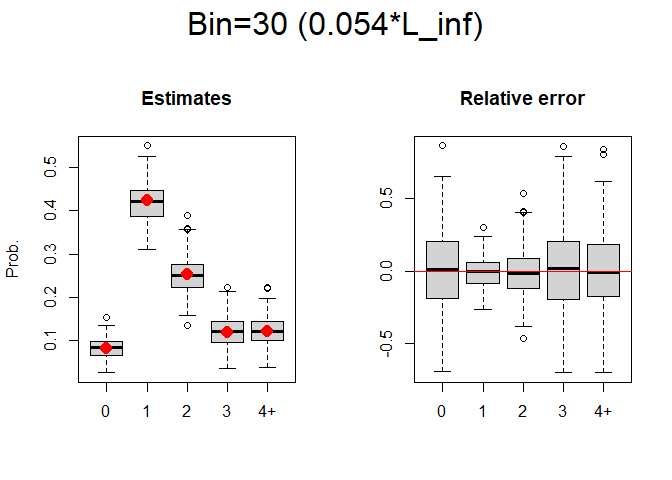 Bin=30 (0.054*L_inf)
Estimates
Prob.
0.5
0.4
0.3
0.2
0.1
0 1 2 3 4+
Relative error
0.5
0.0
-0.5
0 1 2 3 4+